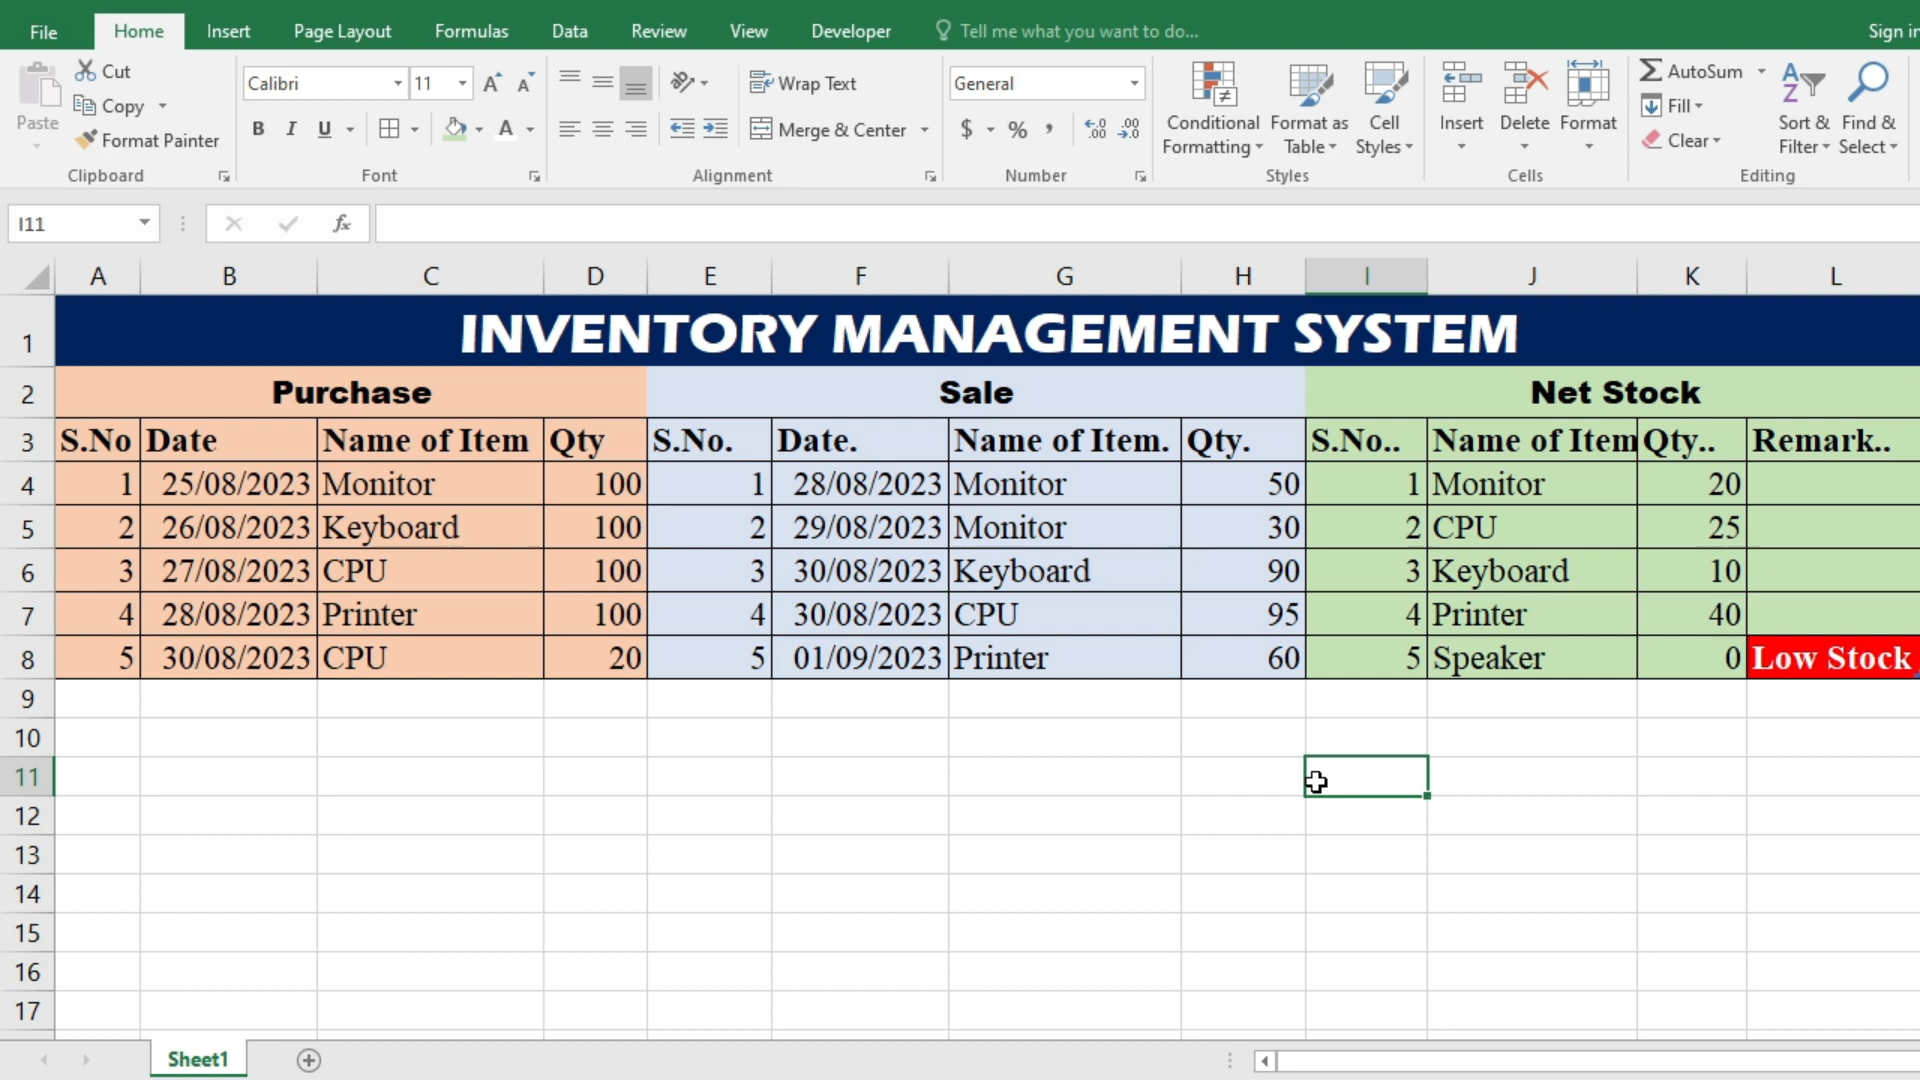 File Home Insert Page Layout Formulas Data Review View Developer Tell me what you want to do... Sign in
Paste
Cut
Copy
Format Painter
Clipboard
Calibri 11
B I U
Font
Wrap Text
Merge & Center
Alignment
General
$ % ,
Number
Conditional Formatting
Format as Table
Cell Styles
Styles
Insert Delete Format
Cells
AutoSum
Fill
Clear
Sort & Filter
Find & Select
Editing
I11 fx
A B C D E F G H I J K L
1 INVENTORY MANAGEMENT SYSTEM
2 Purchase Sale Net Stock
3 S.No Date Name of Item Qty S.No. Date. Name of Item. Qty. S.No.. Name of Item Qty.. Remark..
4 1 25/08/2023 Monitor 100 1 28/08/2023 Monitor 50 1 Monitor 20
5 2 26/08/2023 Keyboard 100 2 29/08/2023 Monitor 30 2 CPU 25
6 3 27/08/2023 CPU 100 3 30/08/2023 Keyboard 90 3 Keyboard 10
7 4 28/08/2023 Printer 100 4 30/08/2023 CPU 95 4 Printer 40
8 5 30/08/2023 CPU 20 5 01/09/2023 Printer 60 5 Speaker 0 Low Stock
9
10
11
12
13
14
15
16
17
Sheet1